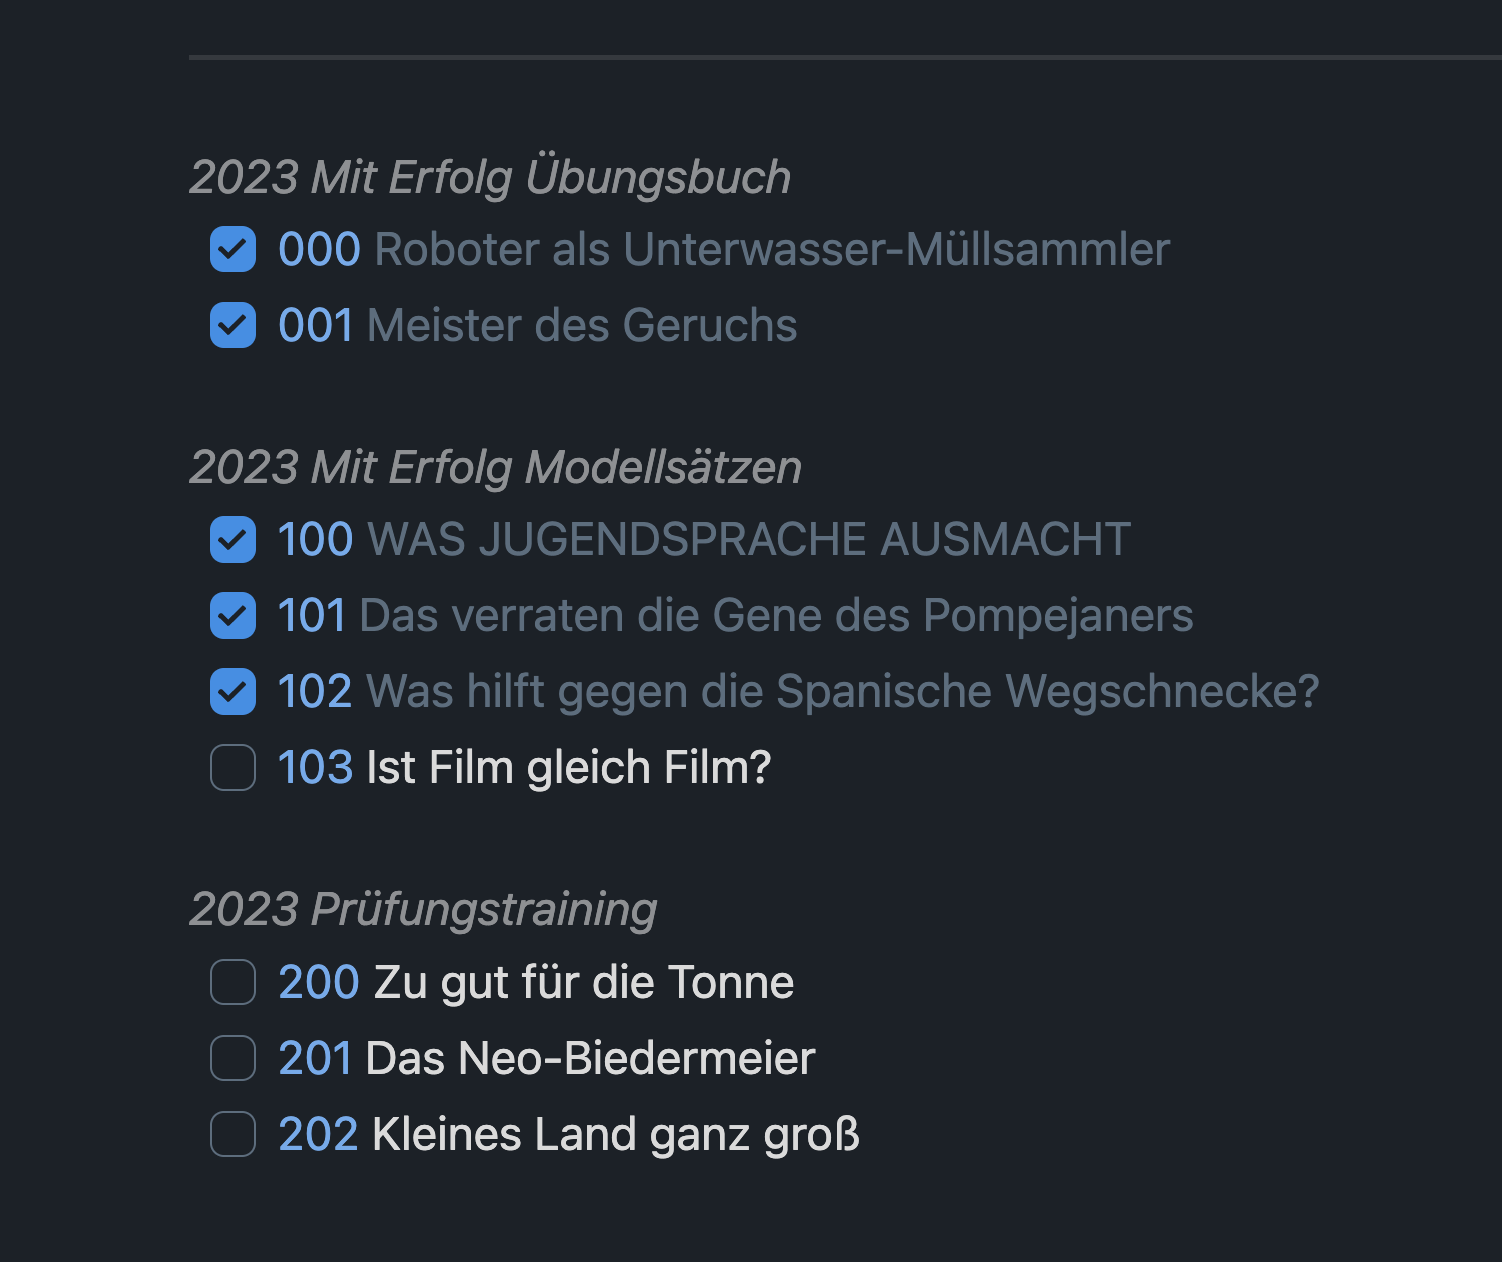 2023 Mit Erfolg Übungsbuch
000 Roboter als Unterwasser-Müllsammler
001 Meister des Geruchs
2023 Mit Erfolg Modellsätzen
100 WAS JUGENDSPRACHE AUSMACHT
101 Das verraten die Gene des Pompejaners
102 Was hilft gegen die Spanische Wegschnecke?
103 Ist Film gleich Film?
2023 Prüfungstraining
200 Zu gut für die Tonne
201 Das Neo-Biedermeier
202 Kleines Land ganz groß